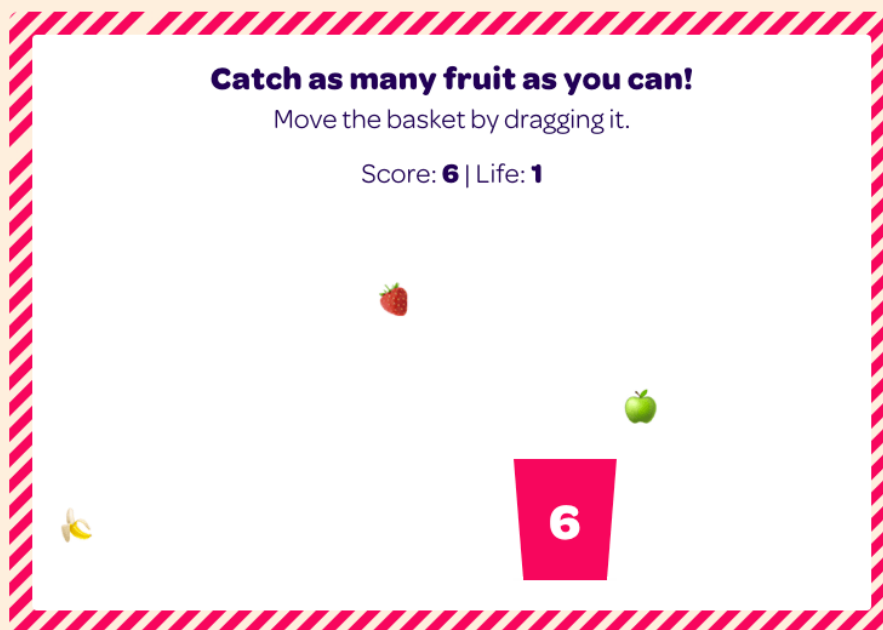 Catch as many fruit as you can!
Move the basket by dragging it.
Score: 6 | Life: 1
6